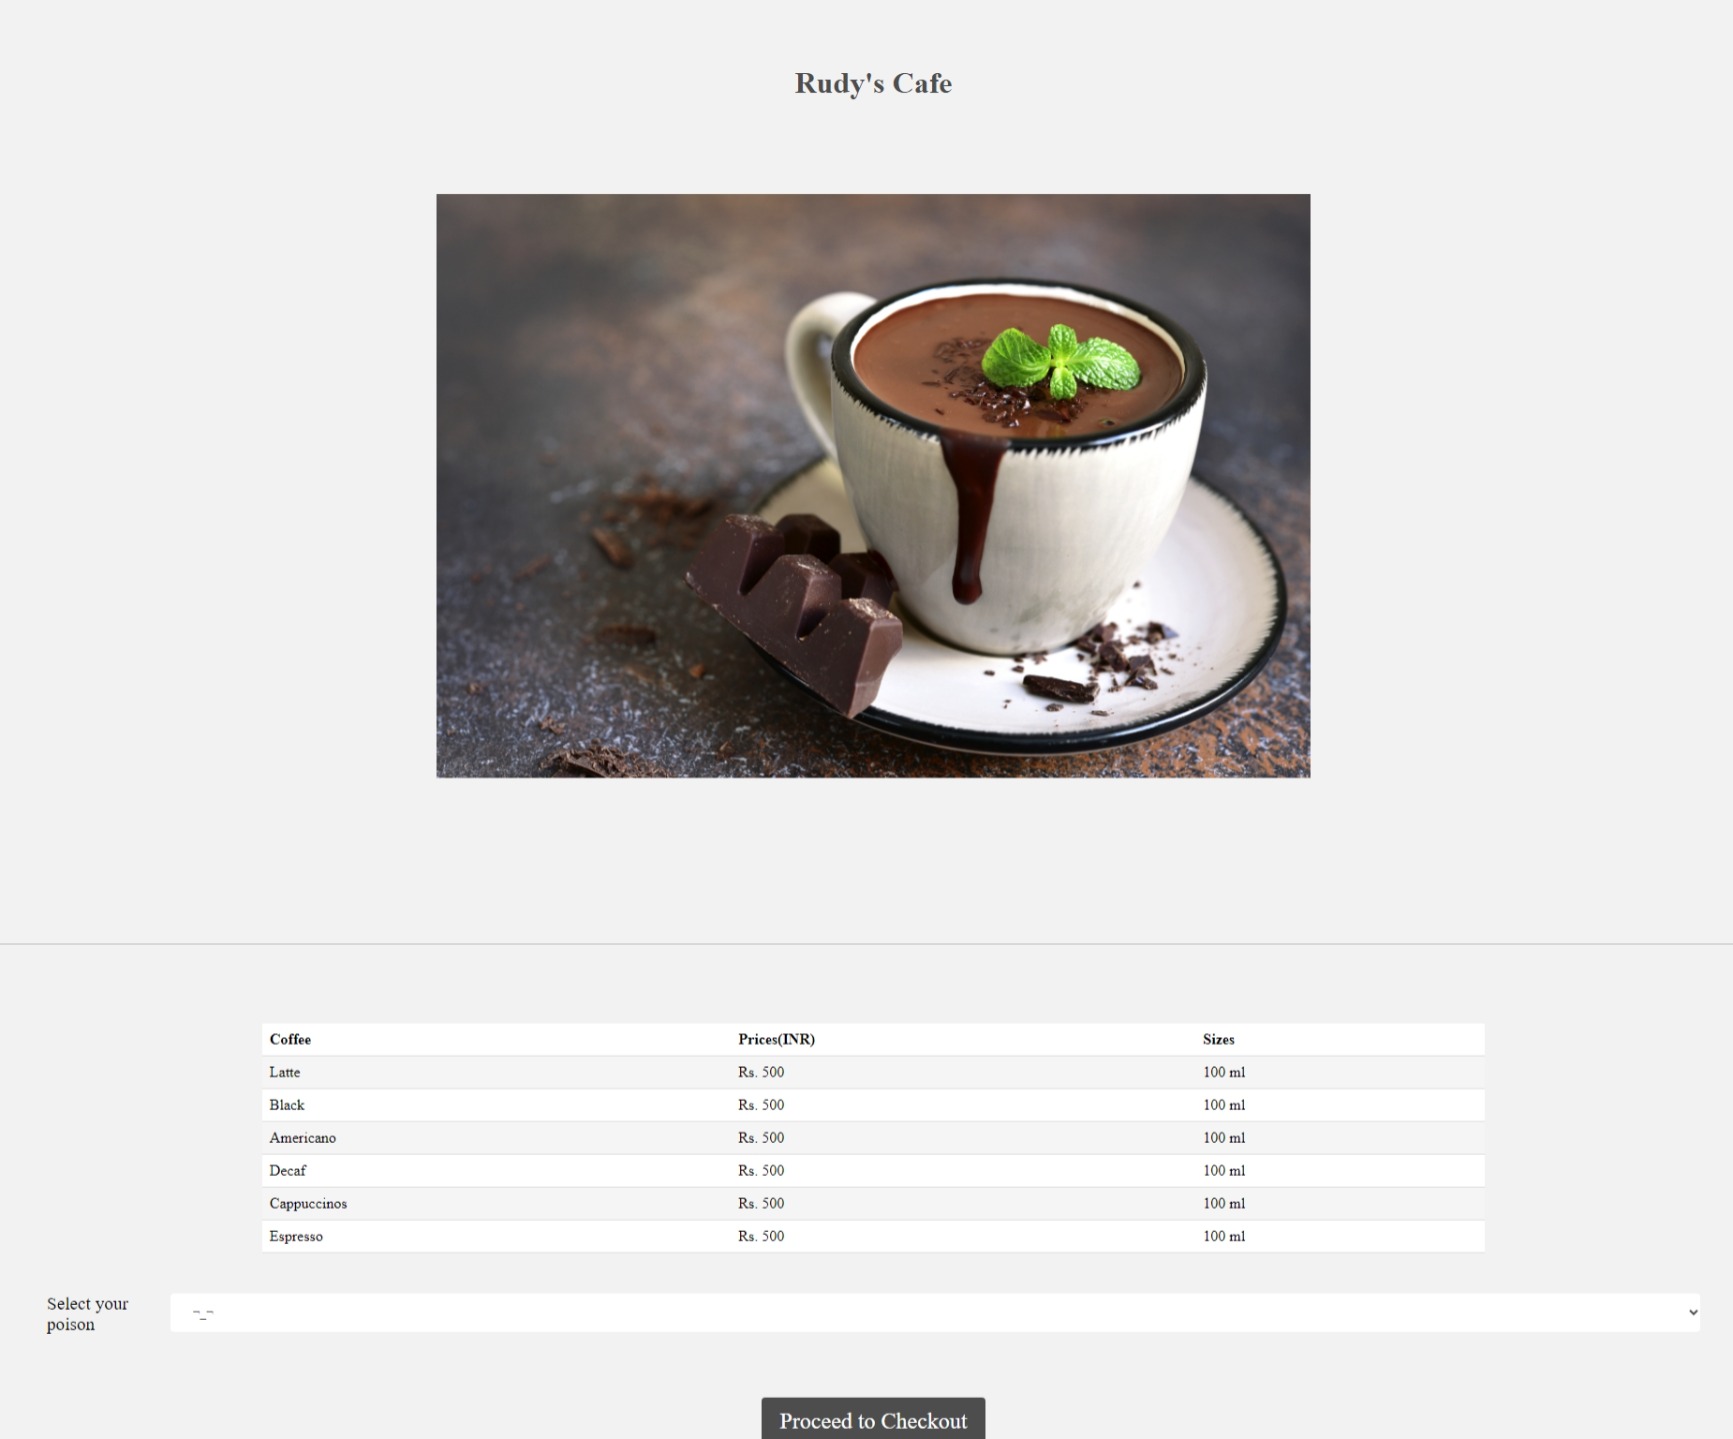 Rudy's Cafe
Coffee Prices(INR) Sizes
Latte Rs. 500 100 ml
Black Rs. 500 100 ml
Americano Rs. 500 100 ml
Decaf Rs. 500 100 ml
Cappuccinos Rs. 500 100 ml
Espresso Rs. 500 100 ml
Select your
poison
¬_¬
Proceed to Checkout